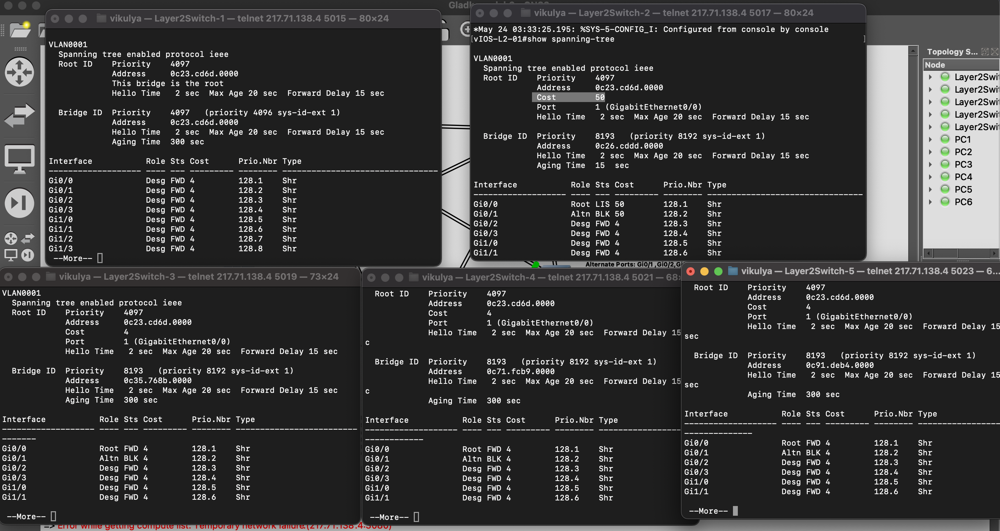 vikulya — Layer2Switch-1 — telnet 217.71.138.4 5015 — 80×24
VLAN0001
  Spanning tree enabled protocol ieee
  Root ID    Priority    4097
             Address     0c23.cd6d.0000
             This bridge is the root
             Hello Time   2 sec  Max Age 20 sec  Forward Delay 15 sec
  Bridge ID  Priority    4097   (priority 4096 sys-id-ext 1)
             Address     0c23.cd6d.0000
             Hello Time   2 sec  Max Age 20 sec  Forward Delay 15 sec
             Aging Time  300 sec
Interface           Role Sts Cost      Prio.Nbr Type
------------------- ---- --- --------- -------- --------------------------------
Gi0/0               Desg FWD 4         128.1    Shr
Gi0/1               Desg FWD 4         128.2    Shr
Gi0/2               Desg FWD 4         128.3    Shr
Gi0/3               Desg FWD 4         128.4    Shr
Gi1/0               Desg FWD 4         128.5    Shr
Gi1/1               Desg FWD 4         128.6    Shr
Gi1/2               Desg FWD 4         128.7    Shr
Gi1/3               Desg FWD 4         128.8    Shr
 --More--
vikulya — Layer2Switch-2 — telnet 217.71.138.4 5017 — 80×24
*May 24 03:33:25.195: %SYS-5-CONFIG_I: Configured from console by console
[vIOS-L2-01#show spanning-tree ]
VLAN0001
  Spanning tree enabled protocol ieee
  Root ID    Priority    4097
             Address     0c23.cd6d.0000
             Cost        50
             Port        1 (GigabitEthernet0/0)
             Hello Time   2 sec  Max Age 20 sec  Forward Delay 15 sec
  Bridge ID  Priority    8193   (priority 8192 sys-id-ext 1)
             Address     0c26.cddd.0000
             Hello Time   2 sec  Max Age 20 sec  Forward Delay 15 sec
             Aging Time  15  sec
Interface           Role Sts Cost      Prio.Nbr Type
------------------- ---- --- --------- -------- --------------------------------
Gi0/0               Root LIS 50        128.1    Shr
Gi0/1               Altn BLK 50        128.2    Shr
Gi0/2               Desg FWD 4         128.3    Shr
Gi0/3               Desg FWD 4         128.4    Shr
Gi1/0               Desg FWD 4         128.5    Shr
Gi1/1               Desg FWD 4         128.6    Shr
Topology S...
Node
Layer2Swit
Layer2Swit
Layer2Swit
Layer2Swit
Layer2Swit
PC1
PC2
PC3
PC4
PC5
PC6
Alternate Ports: Gi0/1 ,Gi0/2,Gi
vikulya — Layer2Switch-3 — telnet 217.71.138.4 5019 — 73×24
VLAN0001
  Spanning tree enabled protocol ieee
  Root ID    Priority    4097
             Address     0c23.cd6d.0000
             Cost        4
             Port        1 (GigabitEthernet0/0)
             Hello Time   2 sec  Max Age 20 sec  Forward Delay 15 sec
  Bridge ID  Priority    8193   (priority 8192 sys-id-ext 1)
             Address     0c35.768b.0000
             Hello Time   2 sec  Max Age 20 sec  Forward Delay 15 sec
             Aging Time  300 sec
Interface           Role Sts Cost      Prio.Nbr Type
------------------- ---- --- --------- -------- -------------------------
-------
Gi0/0               Root FWD 4         128.1    Shr
Gi0/1               Altn BLK 4         128.2    Shr
Gi0/2               Desg FWD 4         128.3    Shr
Gi0/3               Desg FWD 4         128.4    Shr
Gi1/0               Desg FWD 4         128.5    Shr
Gi1/1               Desg FWD 4         128.6    Shr
 --More--
vikulya — Layer2Switch-4 — telnet 217.71.138.4 5021 — 68×
  Root ID    Priority    4097
             Address     0c23.cd6d.0000
             Cost        4
             Port        1 (GigabitEthernet0/0)
             Hello Time   2 sec  Max Age 20 sec  Forward Delay 15
c
  Bridge ID  Priority    8193   (priority 8192 sys-id-ext 1)
             Address     0c71.fcb9.0000
             Hello Time   2 sec  Max Age 20 sec  Forward Delay 15
c
             Aging Time  300 sec
Interface           Role Sts Cost      Prio.Nbr Type
------------------- ---- --- --------- -------- -----------------
------------
Gi0/0               Root FWD 4         128.1    Shr
Gi0/1               Altn BLK 4         128.2    Shr
Gi0/2               Desg FWD 4         128.3    Shr
Gi0/3               Desg FWD 4         128.4    Shr
Gi1/0               Desg FWD 4         128.5    Shr
Gi1/1               Desg FWD 4         128.6    Shr
 --More--
vikulya — Layer2Switch-5 — telnet 217.71.138.4 5023 — 6...
  Root ID    Priority    4097
             Address     0c23.cd6d.0000
             Cost        4
             Port        1 (GigabitEthernet0/0)
             Hello Time   2 sec  Max Age 20 sec  Forward Delay 15
sec
  Bridge ID  Priority    8193   (priority 8192 sys-id-ext 1)
             Address     0c91.deb4.0000
             Hello Time   2 sec  Max Age 20 sec  Forward Delay 15
sec
             Aging Time  300 sec
Interface           Role Sts Cost      Prio.Nbr Type
------------------- ---- --- --------- -------- -----------------
--------------
Gi0/0               Root FWD 4         128.1    Shr
Gi0/1               Altn BLK 4         128.2    Shr
Gi0/2               Desg FWD 4         128.3    Shr
Gi0/3               Desg FWD 4         128.4    Shr
Gi1/0               Desg FWD 4         128.5    Shr
Gi1/1               Desg FWD 4         128.6    Shr
 --More--
=> Error while getting compute list: Temporary network failure (217.71.138.4:3080)